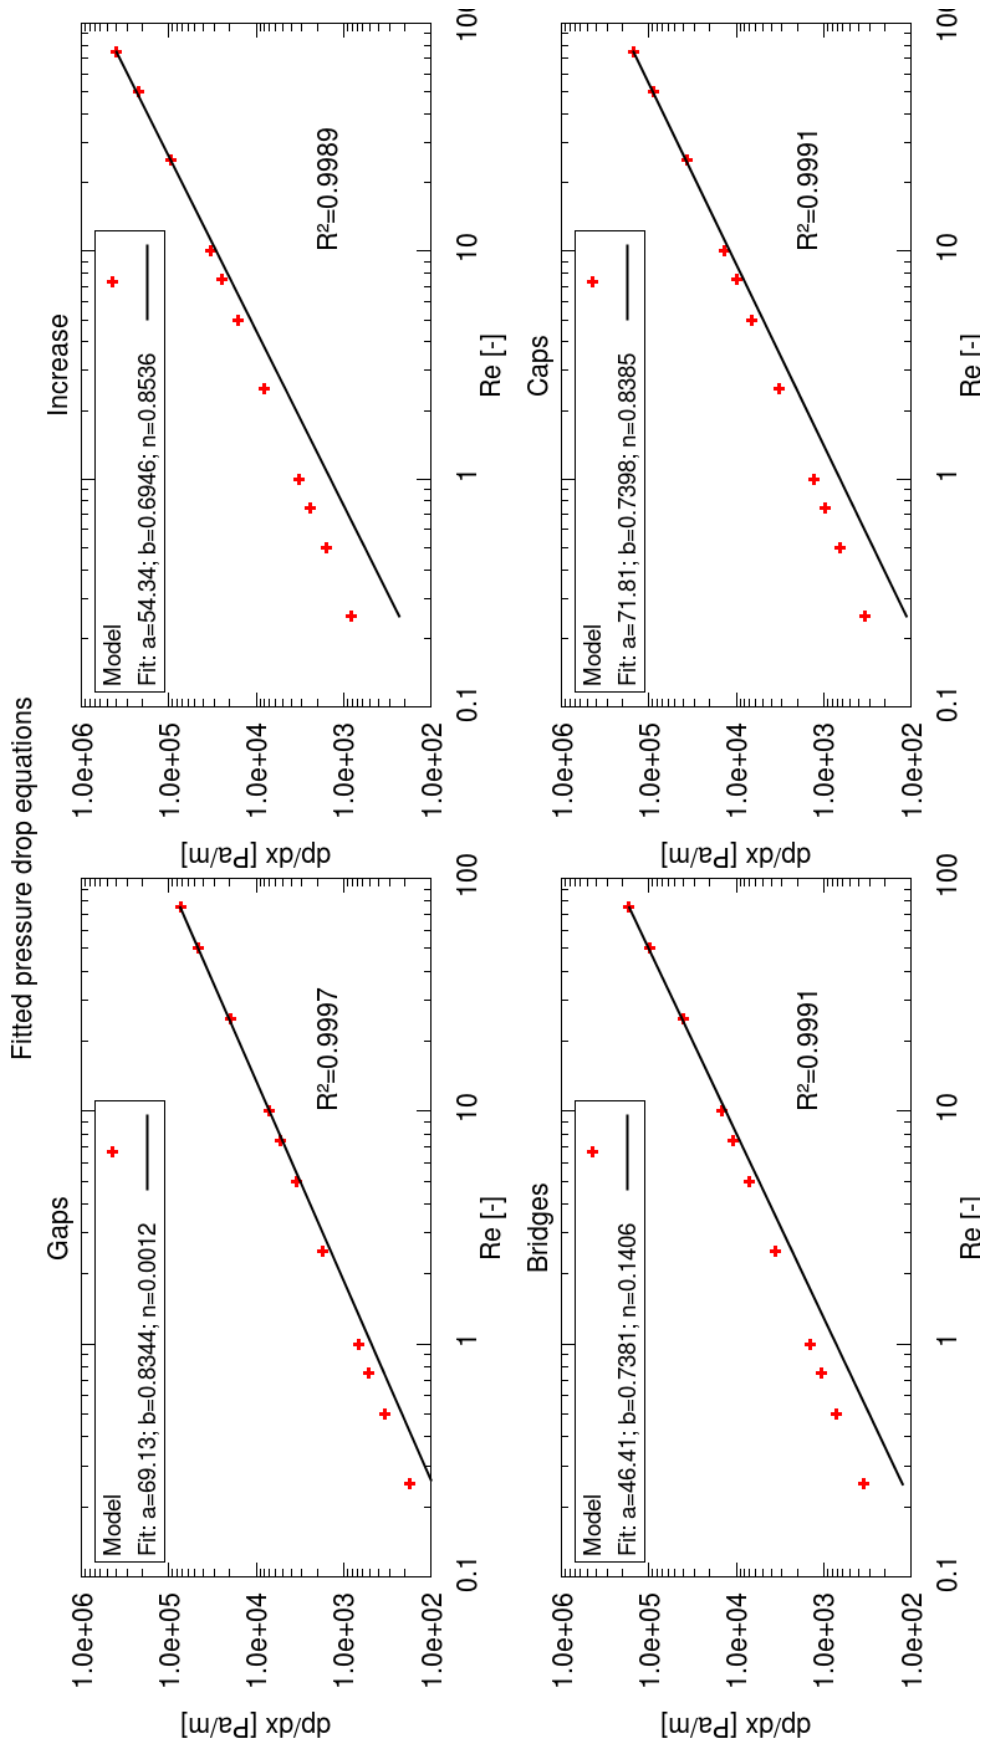 Fitted pressure drop equations
Gaps
1.0e+06
1.0e+05
1.0e+04
1.0e+03
1.0e+02
dp/dx [Pa/m]
Model
Fit: a=69.13; b=0.8344; n=0.0012
R²=0.9997
0.1 1 10 100
Re [-]
Increase
1.0e+06
1.0e+05
1.0e+04
1.0e+03
1.0e+02
dp/dx [Pa/m]
Model
Fit: a=54.34; b=0.6946; n=0.8536
R²=0.9989
0.1 1 10 100
Re [-]
Bridges
1.0e+06
1.0e+05
1.0e+04
1.0e+03
1.0e+02
dp/dx [Pa/m]
Model
Fit: a=46.41; b=0.7381; n=0.1406
R²=0.9991
0.1 1 10 100
Re [-]
Caps
1.0e+06
1.0e+05
1.0e+04
1.0e+03
1.0e+02
dp/dx [Pa/m]
Model
Fit: a=71.81; b=0.7398; n=0.8385
R²=0.9991
0.1 1 10 100
Re [-]